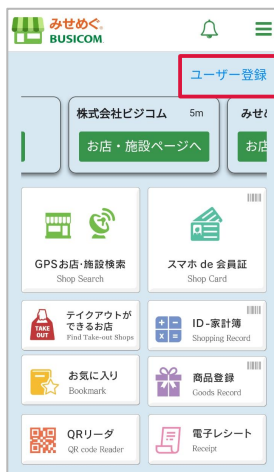 みせめぐ®
BUSICOM
ユーザー登録
株式会社ビジコム 5m
みせ
お店・施設ページへ
お店
GPSお店・施設検索
Shop Search
スマホ de 会員証
Shop Card
TAKE
OUT
テイクアウトが
できるお店
Find Take-out Shops
ID-家計簿
Shopping Record
お気に入り
Bookmark
商品登録
Goods Record
QRリーダ
QR code Reader
電子レシート
Receipt